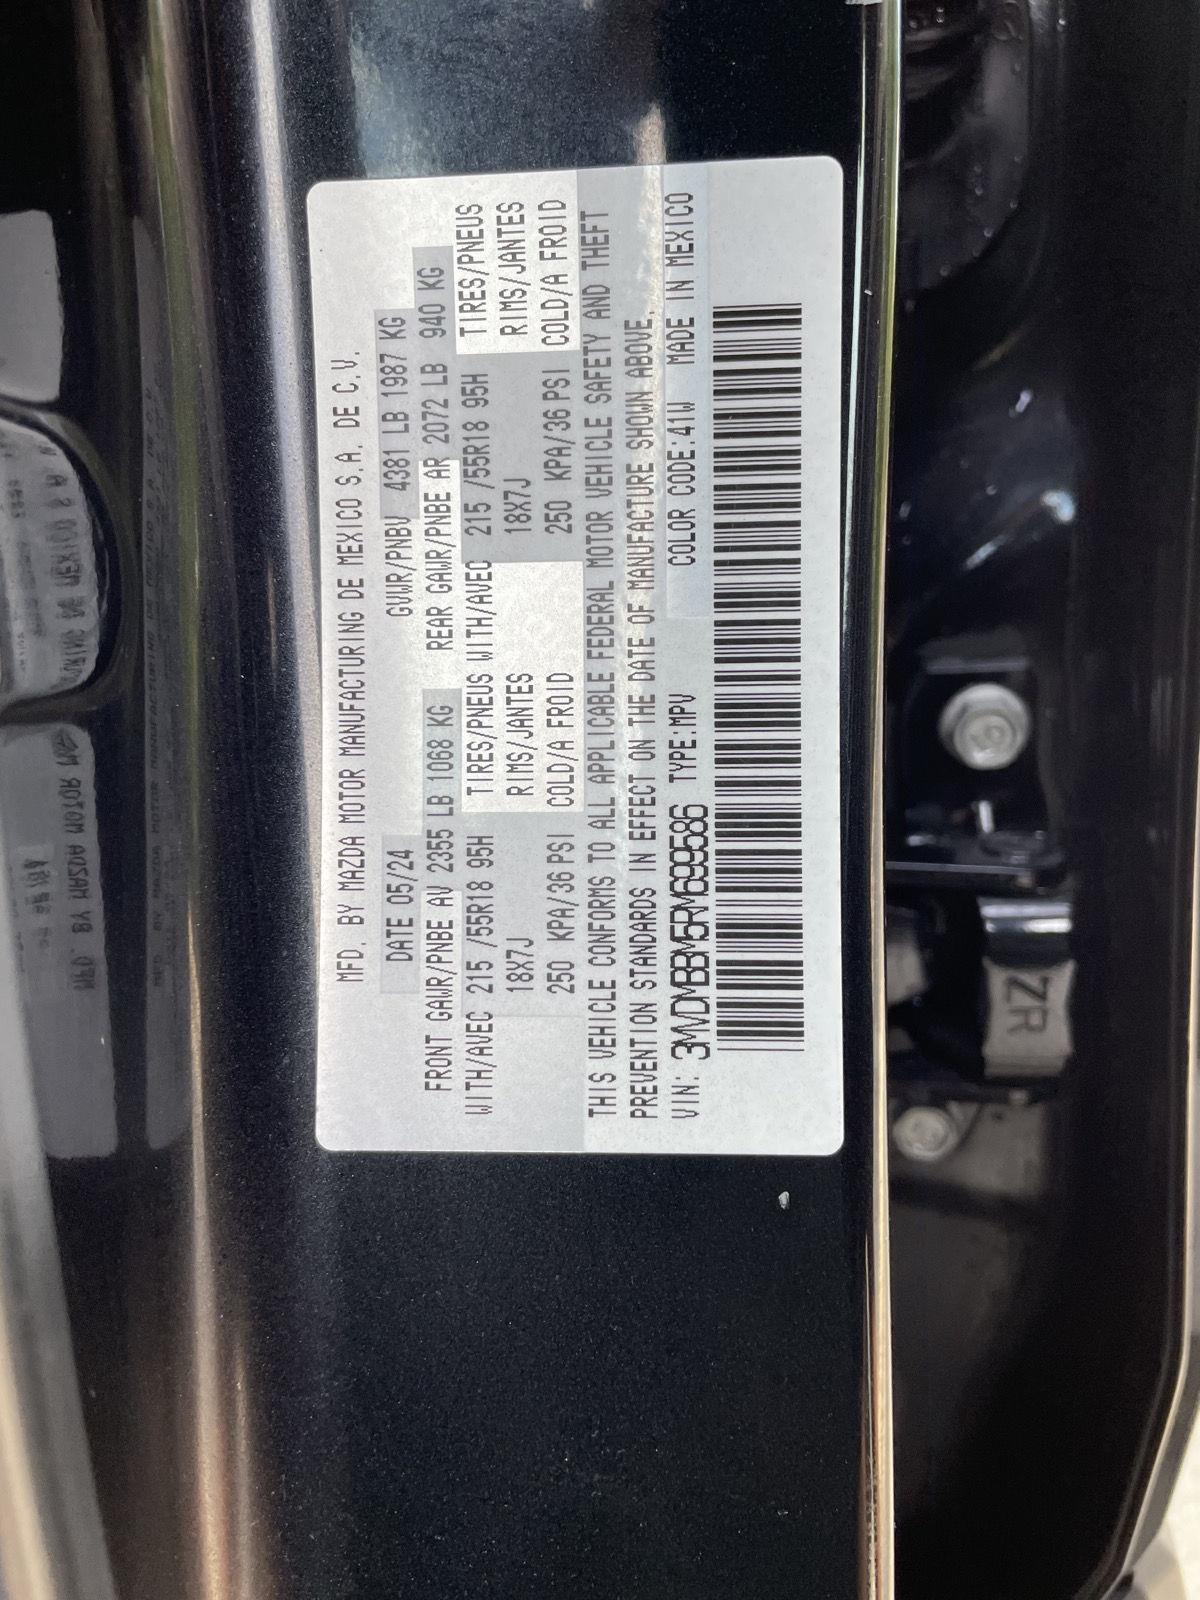 MFD. BY MAZDA MOTOR MANUFACTURING DE MEXICO S.A. DE C.V.
DATE 05/24 GVWR/PNBV 4381 LB 1987 KG
FRONT GAWR/PNBE AV 2355 LB 1068 KG REAR GAWR/PNBE AR 2072 LB 940 KG
WITH/AVEC 215 /55R18 95H TIRES/PNEUS WITH/AVEC 215 /55R18 95H TIRES/PNEUS
18X7J RIMS/JANTES 18X7J RIMS/JANTES
250 KPA/36 PSI COLD/A FROID 250 KPA/36 PSI COLD/A FROID
THIS VEHICLE CONFORMS TO ALL APPLICABLE FEDERAL MOTOR VEHICLE SAFETY AND THEFT
PREVENTION STANDARDS IN EFFECT ON THE DATE OF MANUFACTURE SHOWN ABOVE.
VIN: 3MVDMBBM5RM699586 TYPE:MPV COLOR CODE:41W MADE IN MEXICO
ZR